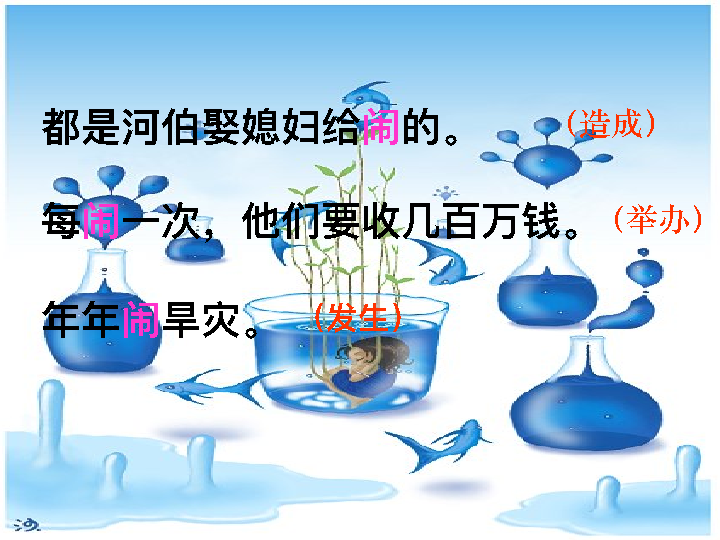 都是河伯娶媳妇给闹的。（造成）
每闹一次，他们要收几百万钱。（举办）
年年闹旱灾。（发生）